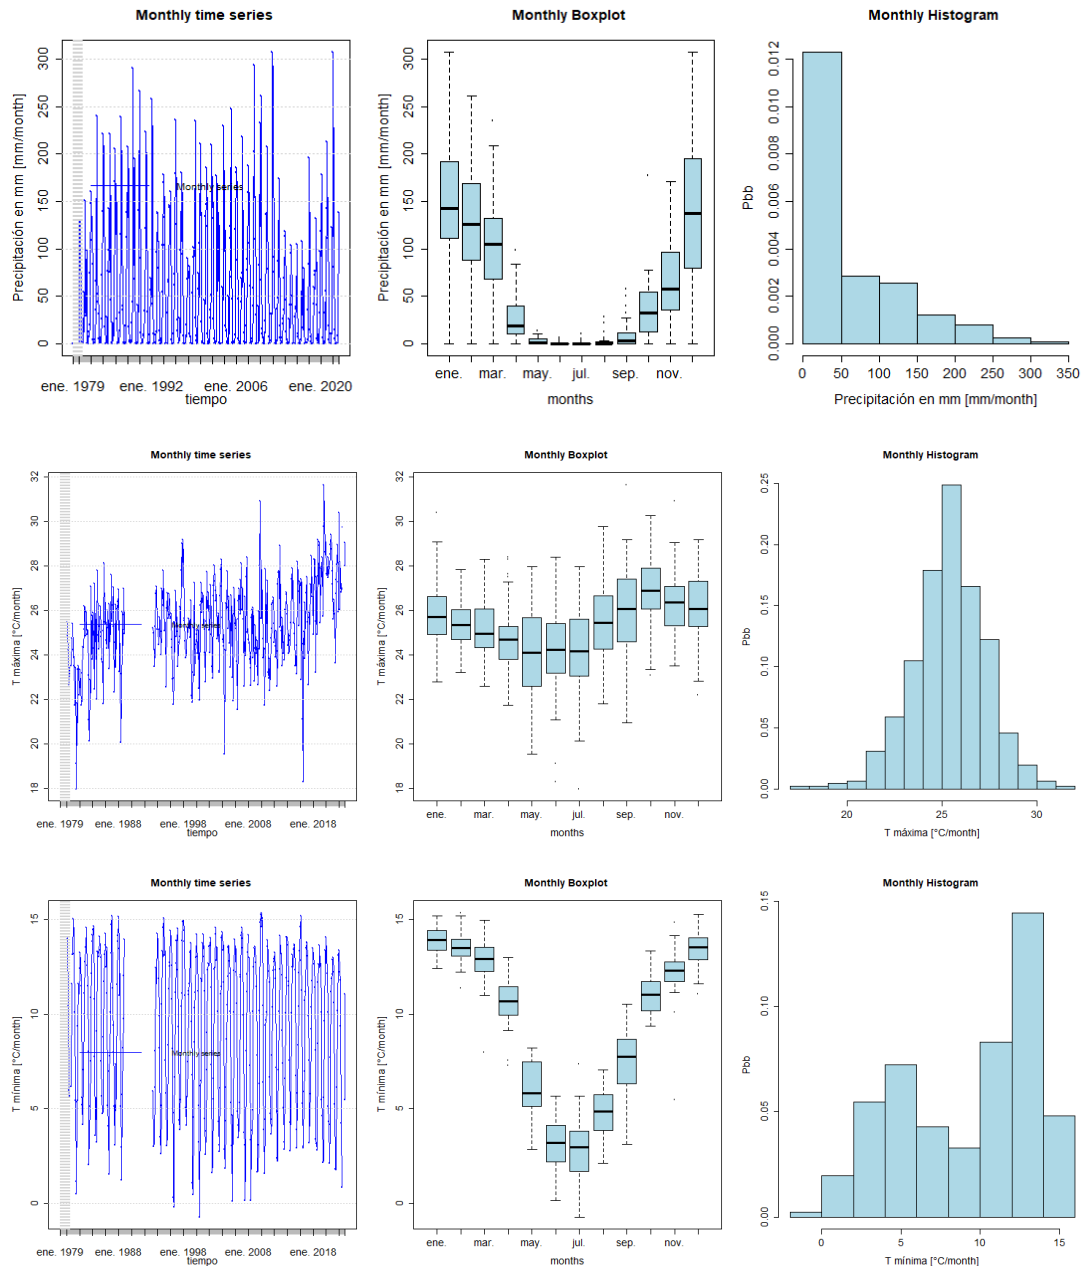 Monthly time series
Monthly Boxplot
Monthly Histogram
Precipitación en mm [mm/month]
0
50
100
150
200
250
300
Monthly series
ene. 1979
ene. 1992
ene. 2006
ene. 2020
tiempo
Precipitación en mm [mm/month]
0
50
100
150
200
250
300
ene.
mar.
may.
jul.
sep.
nov.
months
Pbb
0.000
0.002
0.004
0.006
0.008
0.010
0.012
0
50
100
150
200
250
300
350
Precipitación en mm [mm/month]
Monthly time series
Monthly Boxplot
Monthly Histogram
T máxima [°C/month]
18
20
22
24
26
28
30
32
Monthly series
ene. 1979
ene. 1988
ene. 1998
ene. 2008
ene. 2018
tiempo
T máxima [°C/month]
18
20
22
24
26
28
30
32
ene.
mar.
may.
jul.
sep.
nov.
months
Pbb
0.00
0.05
0.10
0.15
0.20
0.25
20
25
30
T máxima [°C/month]
Monthly time series
Monthly Boxplot
Monthly Histogram
T mínima [°C/month]
0
5
10
15
Monthly series
ene. 1979
ene. 1988
ene. 1998
ene. 2008
ene. 2018
tiempo
T mínima [°C/month]
0
5
10
15
ene.
mar.
may.
jul.
sep.
nov.
months
Pbb
0.00
0.05
0.10
0.15
0
5
10
15
T mínima [°C/month]